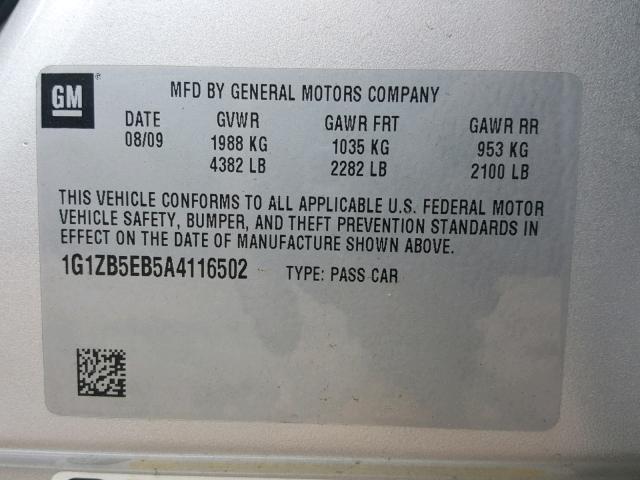 GM
®
MFD BY GENERAL MOTORS COMPANY
DATE GVWR GAWR FRT GAWR RR
08/09 1988 KG 1035 KG 953 KG
4382 LB 2282 LB 2100 LB
THIS VEHICLE CONFORMS TO ALL APPLICABLE U.S. FEDERAL MOTOR
VEHICLE SAFETY, BUMPER, AND THEFT PREVENTION STANDARDS IN
EFFECT ON THE DATE OF MANUFACTURE SHOWN ABOVE.
1G1ZB5EB5A4116502 TYPE: PASS CAR